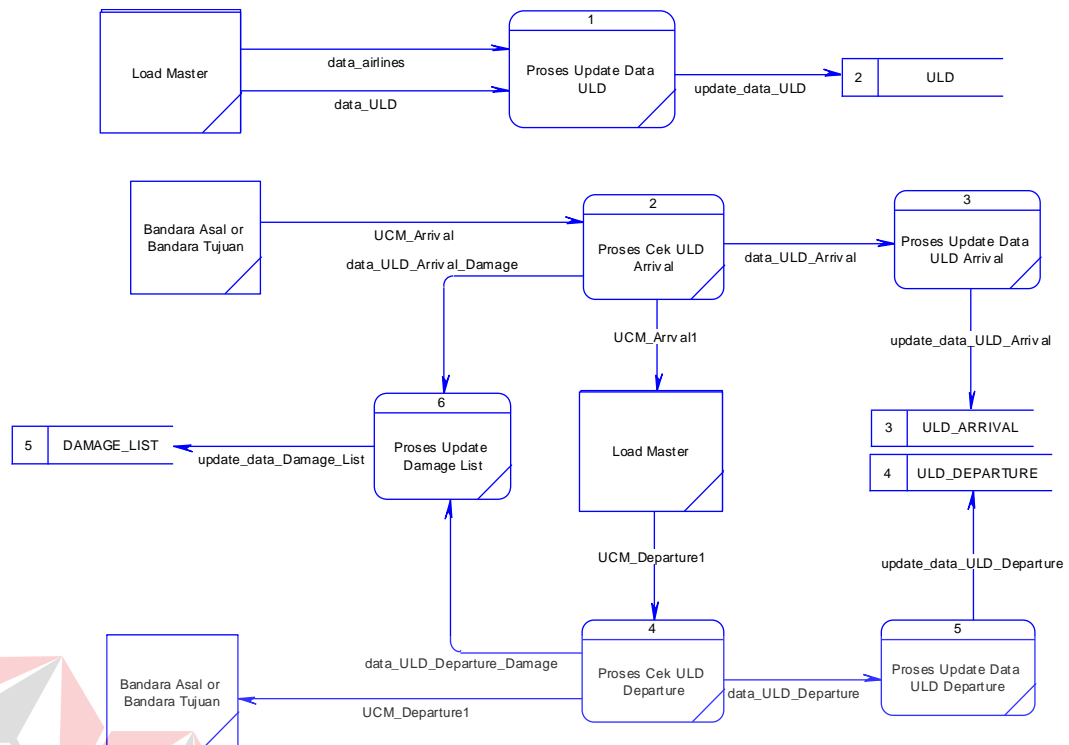 1
Load Master
data_airlines
Proses Update Data
ULD
data_ULD
update_data_ULD
2 ULD
Bandara Asal or
Bandara Tujuan
UCM_Arrival
2
Proses Cek ULD
Arrival
3
Proses Update Data
ULD Arrival
data_ULD_Arrival
data_ULD_Arrival_Damage
UCM_Arrval1
update_data_ULD_Arrival
6
Proses Update
Damage List
5 DAMAGE_LIST
update_data_Damage_List
Load Master
3 ULD_ARRIVAL
4 ULD_DEPARTURE
UCM_Departure1
update_data_ULD_Departure
4
Proses Cek ULD
Departure
5
Proses Update Data
ULD Departure
data_ULD_Departure_Damage
data_ULD_Departure
Bandara Asal or
Bandara Tujuan
UCM_Departure1